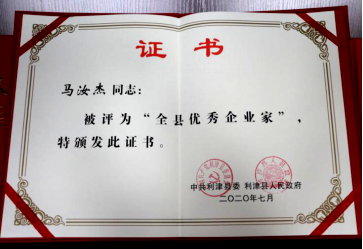 证书
马汝杰同志：
被评为“全县优秀企业家”，
特颁发此证书。
中共利津县委 利津县人民政府
二〇二〇年七月